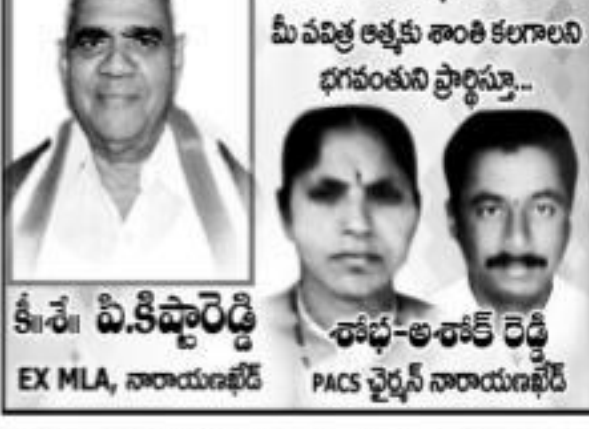 మీ పవిత్ర ఆత్మకు శాంతి కలగాలని
భగవంతుని ప్రార్థిస్తూ...
కీ॥శే॥ పి.కిష్టారెడ్డి
EX MLA, నారాయణఖేడ్
శోభ-అశోక్ రెడ్డి
PACS ఛైర్మన్ నారాయణఖేడ్